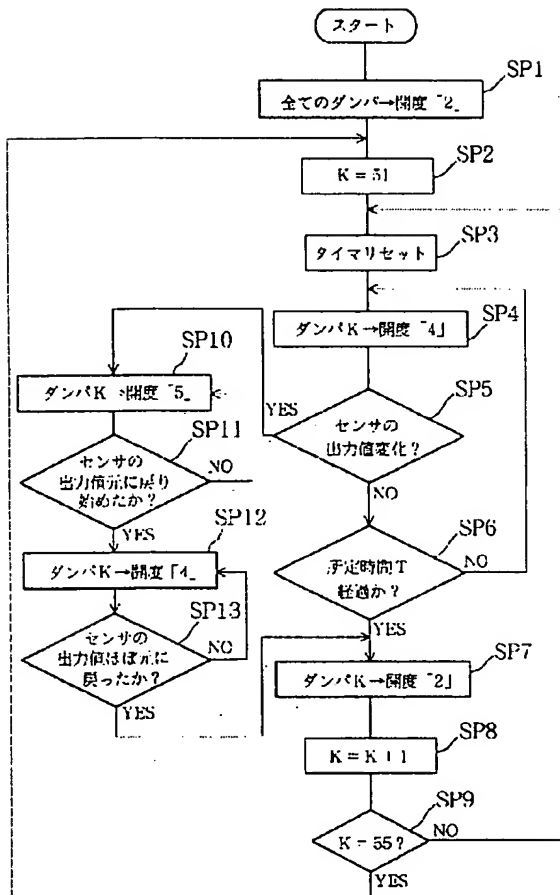 スタート
SP1
全てのダンパ→開度「2」
SP2
K = 51
SP3
タイマリセット
SP4
ダンパK→開度「4」
SP5
センサの
出力値変化?
YES
NO
SP10
ダンパK→開度「5」
SP11
センサの
出力値元に戻り
始めたか?
NO
YES
SP12
ダンパK→開度「4」
SP13
センサの
出力値ほぼ元に
戻ったか?
NO
YES
SP6
所定時間T
経過か?
NO
YES
SP7
ダンパK→開度「2」
SP8
K = K + 1
SP9
K = 55?
NO
YES